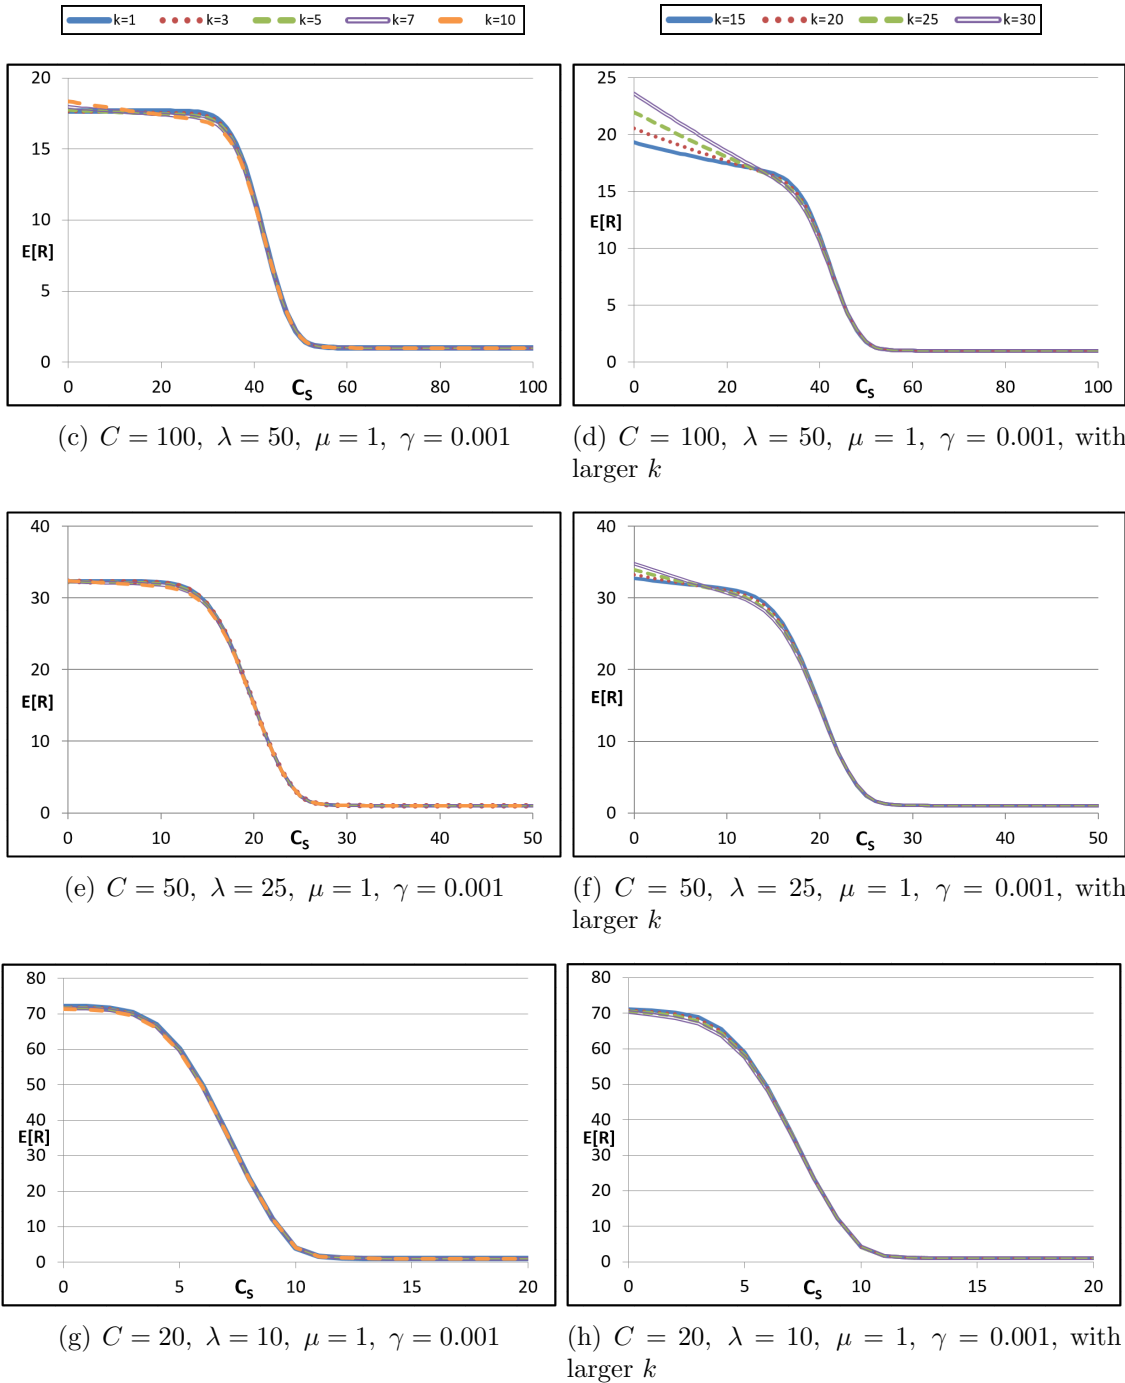 k=1 k=3 k=5 k=7 k=10
k=15 k=20 k=25 k=30
20
15
10
5
0
E[R]
0 20 40 60 80 100
C_S
(c) C = 100, λ = 50, μ = 1, γ = 0.001
25
20
15
10
5
0
E[R]
0 20 40 60 80 100
C_S
(d) C = 100, λ = 50, μ = 1, γ = 0.001, with
larger k
40
30
20
10
0
E[R]
0 10 20 30 40 50
C_S
(e) C = 50, λ = 25, μ = 1, γ = 0.001
40
30
20
10
0
E[R]
0 10 20 30 40 50
C_S
(f) C = 50, λ = 25, μ = 1, γ = 0.001, with
larger k
80
70
60
50
40
30
20
10
0
E[R]
0 5 10 15 20
C_S
(g) C = 20, λ = 10, μ = 1, γ = 0.001
80
70
60
50
40
30
20
10
0
E[R]
0 5 10 15 20
C_S
(h) C = 20, λ = 10, μ = 1, γ = 0.001, with
larger k